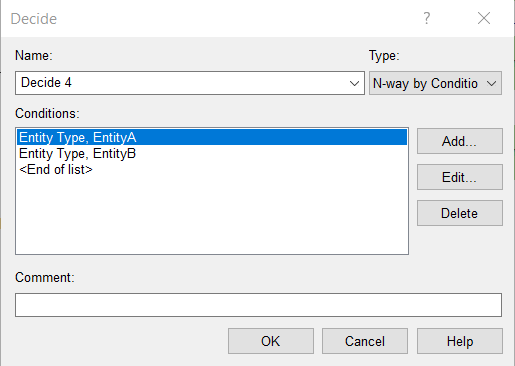 Decide
?
Name:
Type:
Decide 4
N-way by Conditio
Conditions:
Entity Type, EntityA
Entity Type, EntityB
<End of list>
Add...
Edit...
Delete
Comment:
OK
Cancel
Help